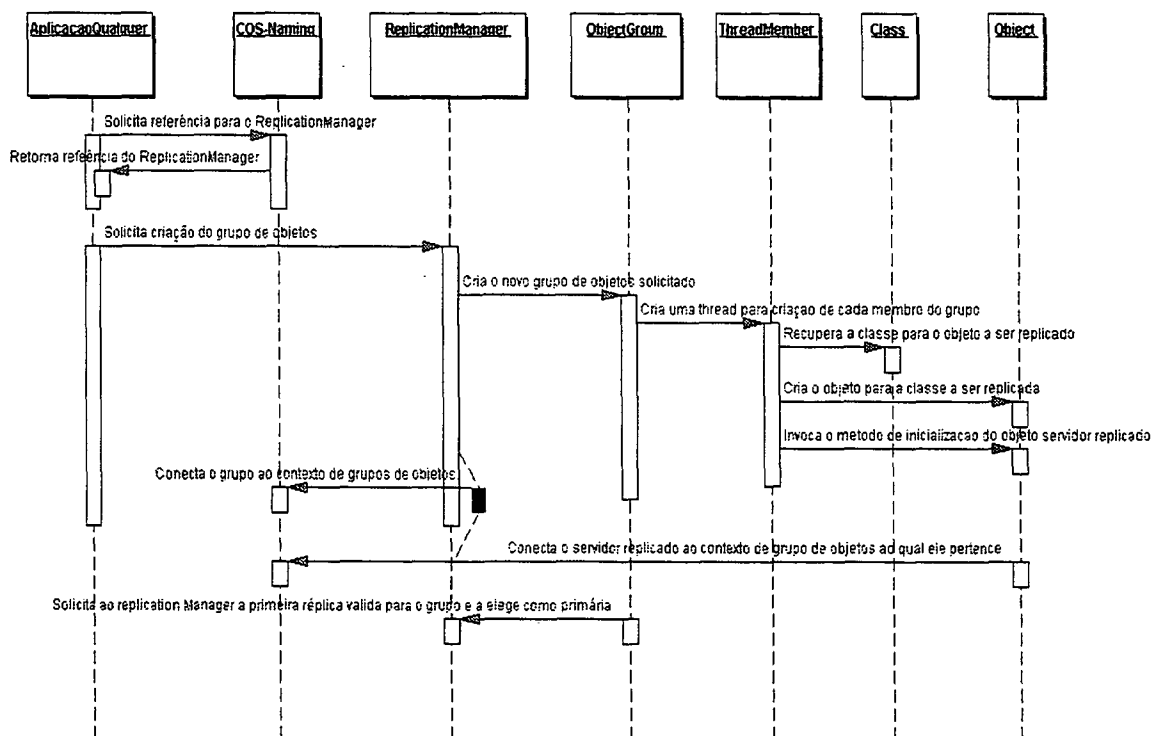 AplicacaoQualquer
COS-Naming
ReplicationManager
ObjectGroup
ThreadMember
Class
Object
Solicita referência para o ReplicationManager
Retorna refeência do ReplicationManager
Solicita criação do grupo de objetos
Cria o novo grupo de objetos solicitado
Cria uma thread para criaçao de cada membro do grupo
Recupera a classe para o objeto a ser replicado
Cria o objeto para a classe a ser replicada
Invoca o metodo de inicializacao do objeto servidor replicado
Conecta o grupo ao contexto de grupos de objetos
Conecta o servidor replicado ao contexto de grupo de objetos ao qual ele pertence
Solicita ao replication Manager a primeira réplica valida para o grupo e a elege como primária